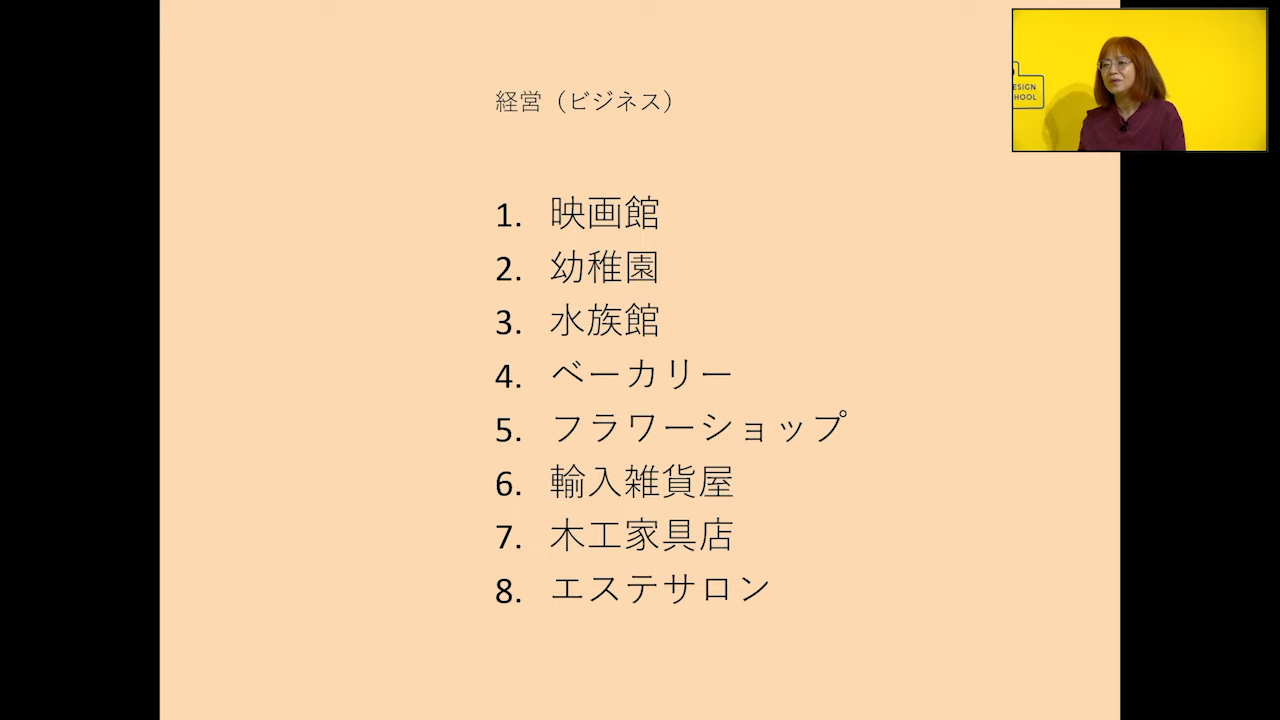 経営（ビジネス）
1. 映画館
2. 幼稚園
3. 水族館
4. ベーカリー
5. フラワーショップ
6. 輸入雑貨屋
7. 木工家具店
8. エステサロン
ESIGN
HOOL